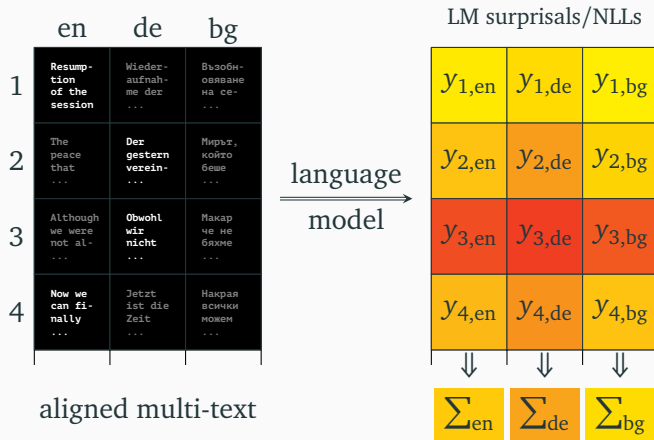 LM surprisals/NLLs
en de bg
1
Resump-
tion
of the
session
Wieder-
aufnah-
me der
...
Възобн-
овяване
на се-
...
y1,en y1,de y1,bg
2
The
peace
that
...
Der
gestern
verein-
...
Мирът,
който
беше
...
y2,en y2,de y2,bg
language
model
3
Although
we were
not al-
...
Obwohl
wir
nicht
...
Макар
че не
бяхме
...
y3,en y3,de y3,bg
4
Now we
can fi-
nally
...
Jetzt
ist die
Zeit
...
Накрая
всички
можем
...
y4,en y4,de y4,bg
⇓ ⇓ ⇓
aligned multi-text
∑en ∑de ∑bg